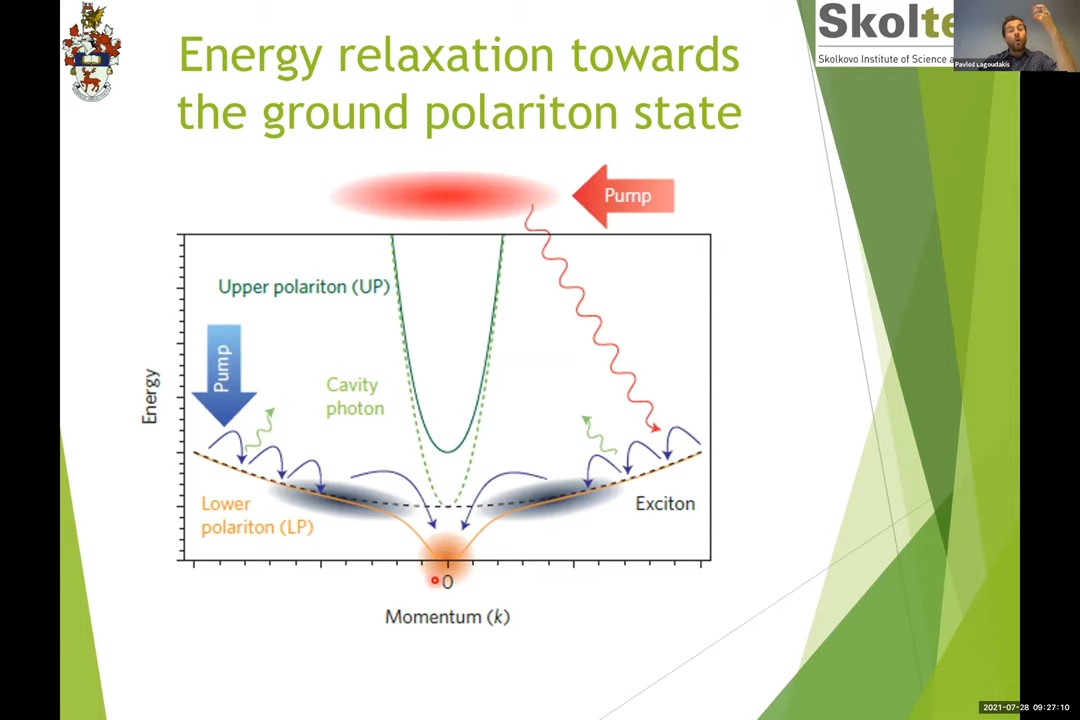 Energy relaxation towards
the ground polariton state
Skolte
Skolkovo Institute of Science a
Pavlos Lagoudakis
Pump
Upper polariton (UP)
Pump
Cavity
photon
Energy
Lower
polariton (LP)
Exciton
0
Momentum (k)
2021-07-28 09:27:10